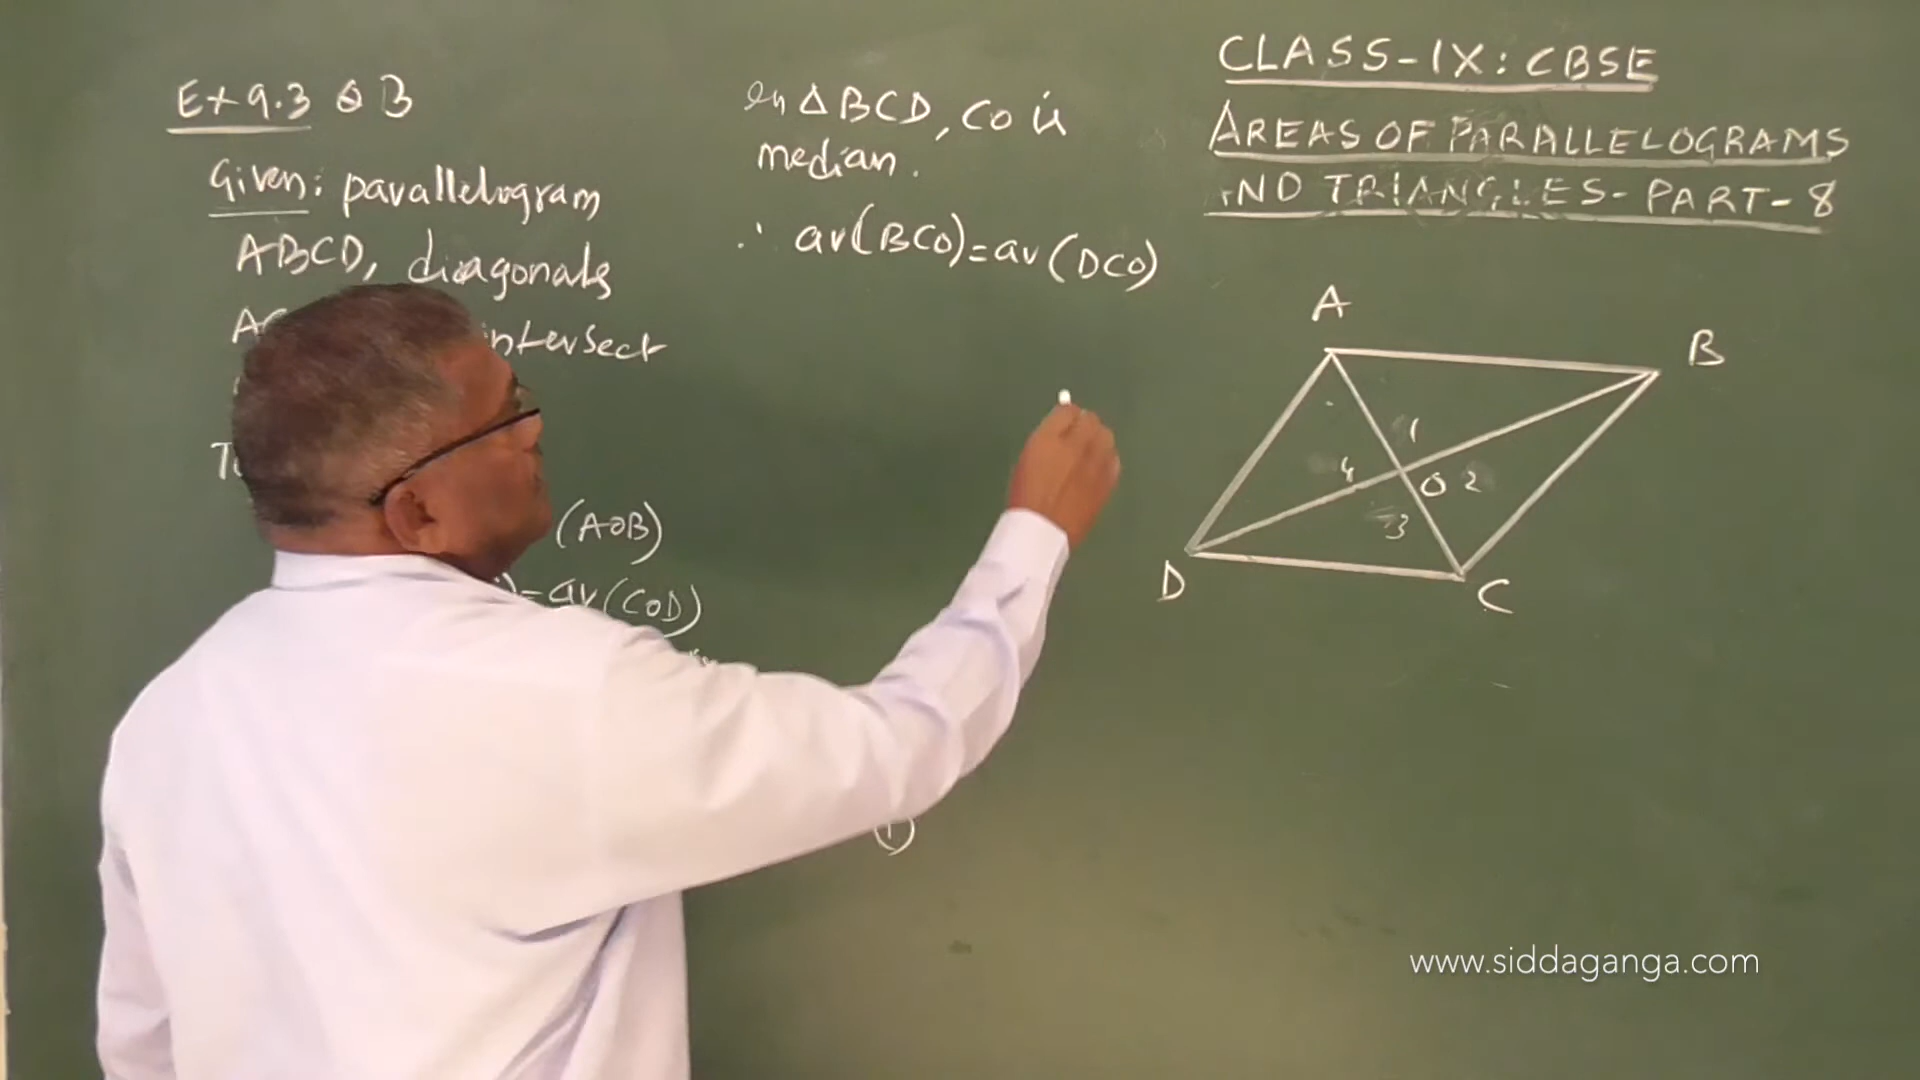 Ex 9.3 Q 3
Given: parallelogram
ABCD, diagonals
intersect
(AOB)
=ar(COD)
In ΔBCD, CO is
median.
∴ ar(BCO)=ar(DCO)
(1)
CLASS-IX: CBSE
AREAS OF PARALLELOGRAMS
AND TRIANGLES-PART-8
A
B
1
4
O 2
3
D
C
www.siddaganga.com